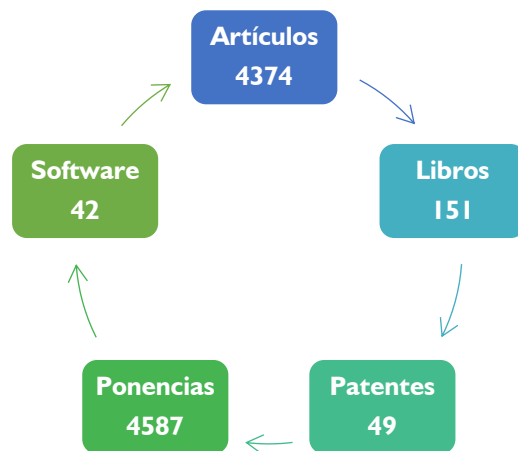 Artículos
4374
Libros
151
Patentes
49
Ponencias
4587
Software
42